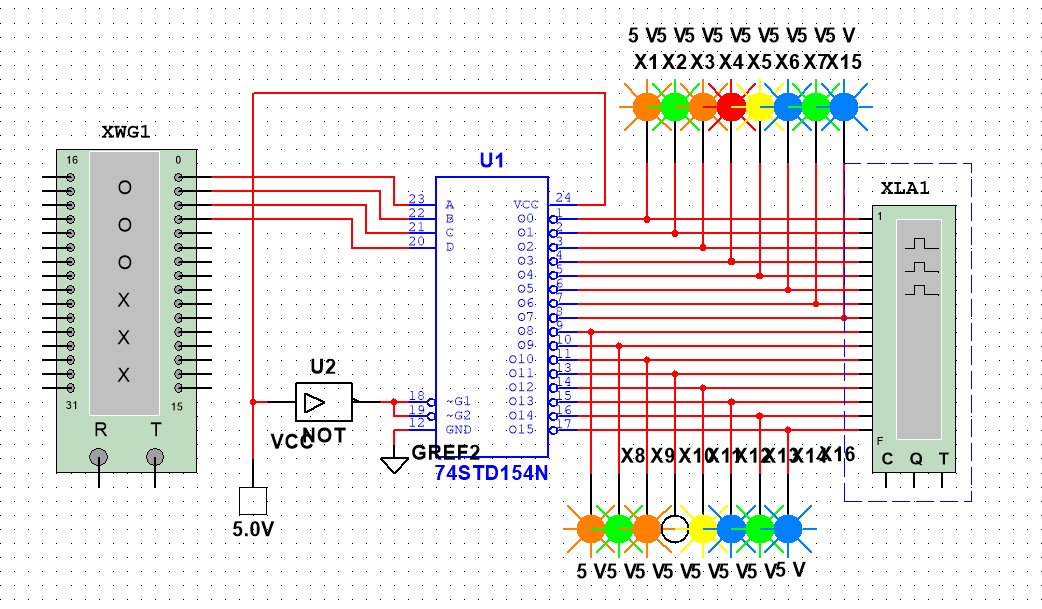 5 V5 V5 V5 V5 V5 V5 V5 V
X1 X2 X3 X4 X5 X6 X7 X15
XWG1
16 0
O
O
O
X
X
X
31 15
R T
U1
23 A VCC 24
22 B O0 1
21 C O1 2
20 D O2 3
O3 4
O4 5
O5 6
O6 7
O7 8
O8 9
O9 10
O10 11
O11 13
O12 14
18 ~G1 O13 15
19 ~G2 O14 16
12 GND O15 17
74STD154N
U2
NOT
VCC
5.0V
GREF2
XLA1
1
F
C Q T
X8 X9 X10 X11 X12 X13 X14 X16
5 V5 V5 V5 V5 V5 V5 V